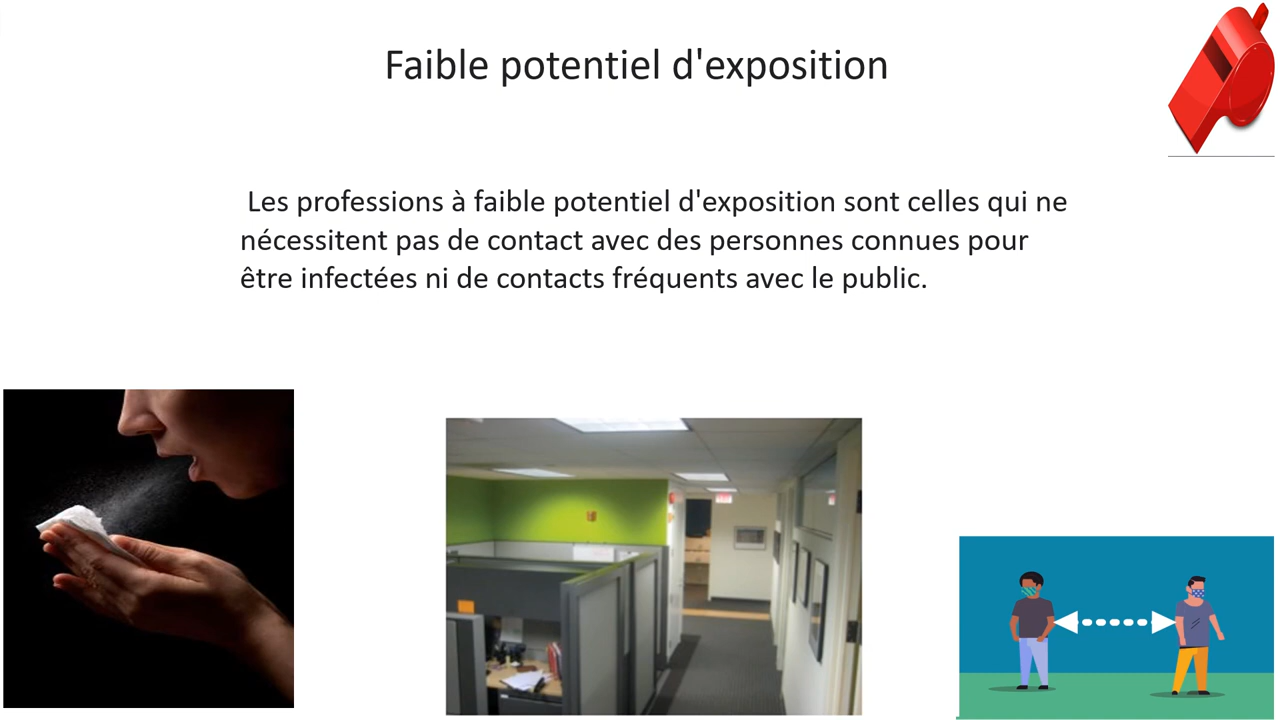 Faible potentiel d'exposition
Les professions à faible potentiel d'exposition sont celles qui ne
nécessitent pas de contact avec des personnes connues pour
être infectées ni de contacts fréquents avec le public.